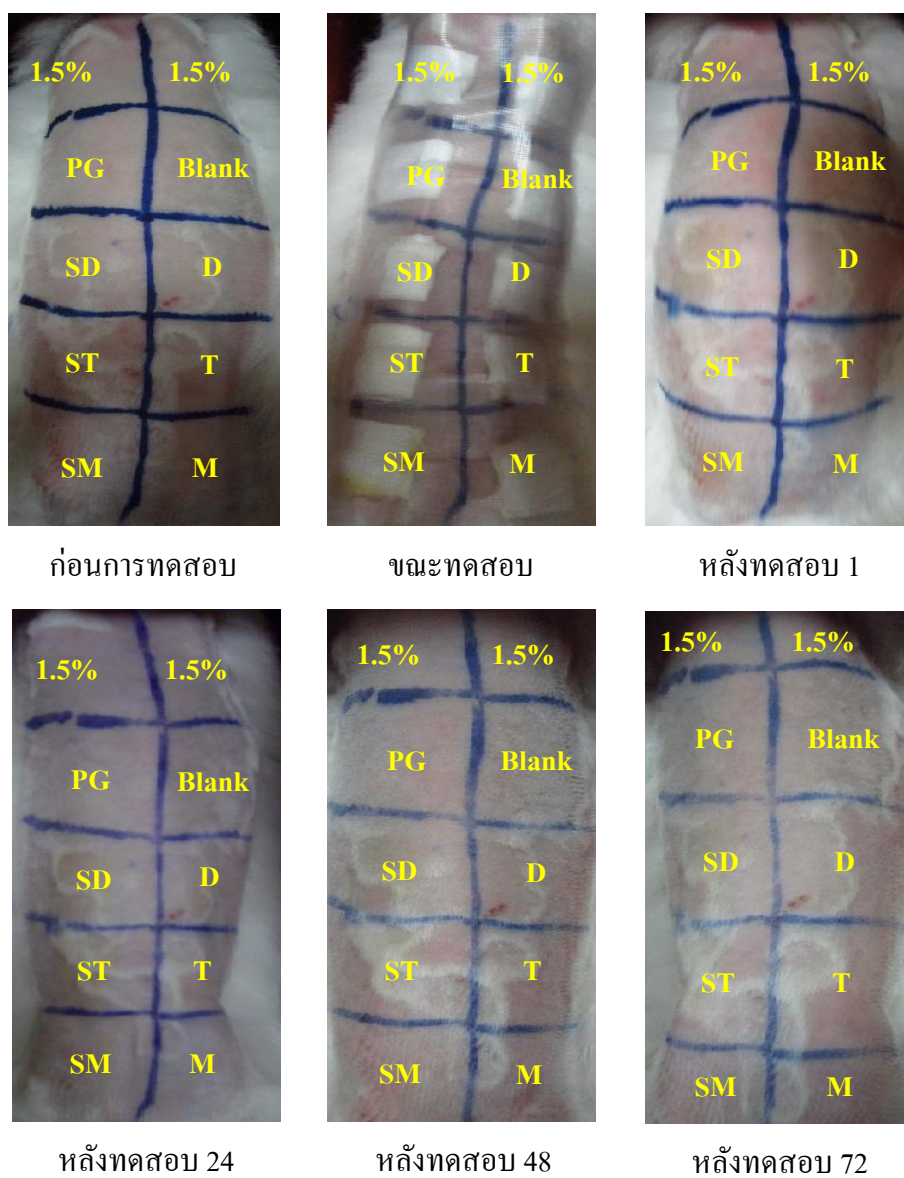 1.5% 1.5%
PG Blank
SD D
ST T
SM M
ก่อนการทดสอบ
1.5% 1.5%
PG Blank
SD D
ST T
SM M
ขณะทดสอบ
1.5% 1.5%
PG Blank
SD D
ST T
SM M
หลังทดสอบ 1
1.5% 1.5%
PG Blank
SD D
ST T
SM M
หลังทดสอบ 24
1.5% 1.5%
PG Blank
SD D
ST T
SM M
หลังทดสอบ 48
1.5% 1.5%
PG Blank
SD D
ST T
SM M
หลังทดสอบ 72